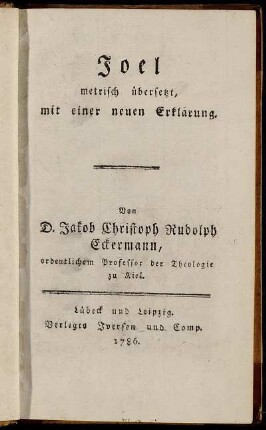 Joel
metrisch übersetzt,
mit einer neuen Erklärung.
Von
D. Jakob Christoph Rudolph
Eckermann,
ordentlichem Professor der Theologie
zu Kiel.
Lübeck und Leipzig.
Verlegts Iversen und Comp.
1786.